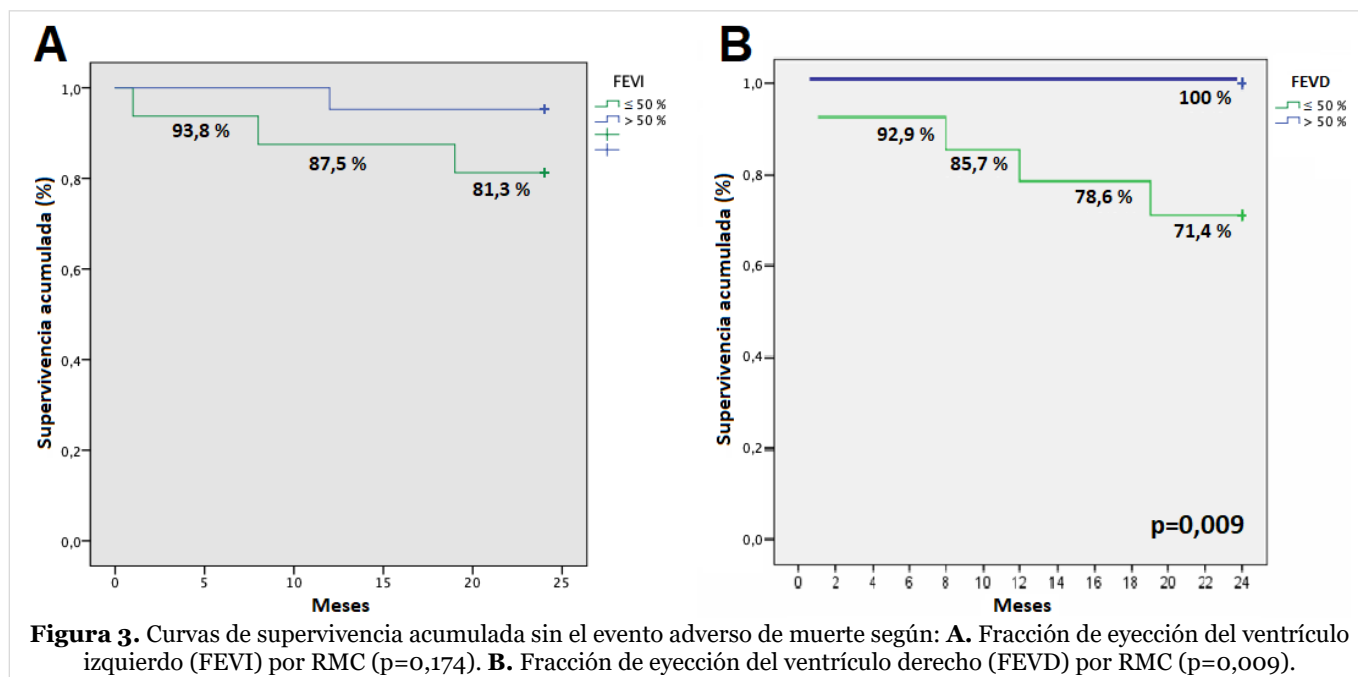 A
FEVI
≤ 50 %
> 50 %
Supervivencia acumulada (%)
1,0
0,8
0,6
0,4
0,2
0,0
93,8 %
87,5 %
81,3 %
0 5 10 15 20 25
Meses
B
FEVD
≤ 50 %
> 50 %
Supervivencia acumulada (%)
1,0
0,8
0,6
0,4
0,2
0,0
100 %
92,9 %
85,7 %
78,6 %
71,4 %
p=0,009
0 2 4 6 8 10 12 14 16 18 20 22 24
Meses
Figura 3. Curvas de supervivencia acumulada sin el evento adverso de muerte según: A. Fracción de eyección del ventrículo
izquierdo (FEVI) por RMC (p=0,174). B. Fracción de eyección del ventrículo derecho (FEVD) por RMC (p=0,009).